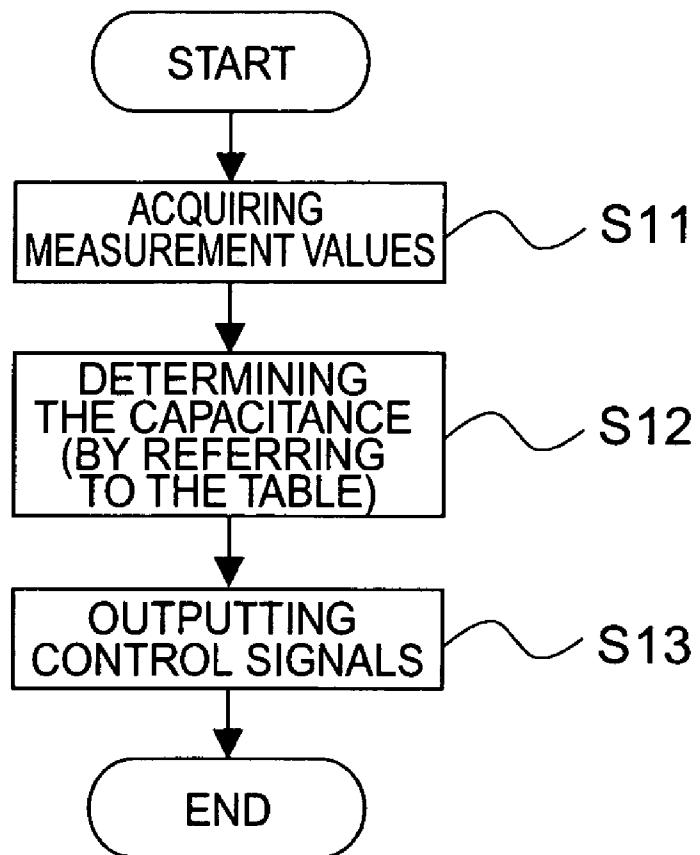 START
ACQUIRING
MEASUREMENT VALUES
S11
DETERMINING
THE CAPACITANCE
(BY REFERRING
TO THE TABLE)
S12
OUTPUTTING
CONTROL SIGNALS
S13
END